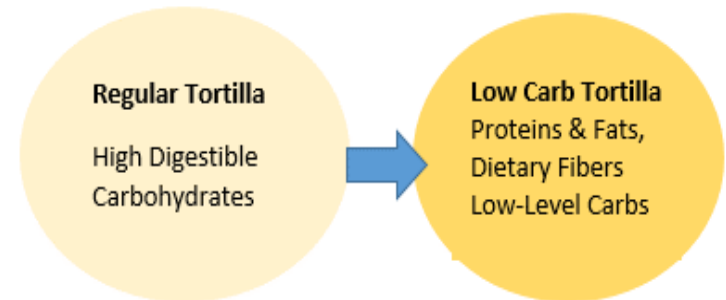 Regular Tortilla
High Digestible
Carbohydrates
Low Carb Tortilla
Proteins & Fats,
Dietary Fibers
Low-Level Carbs